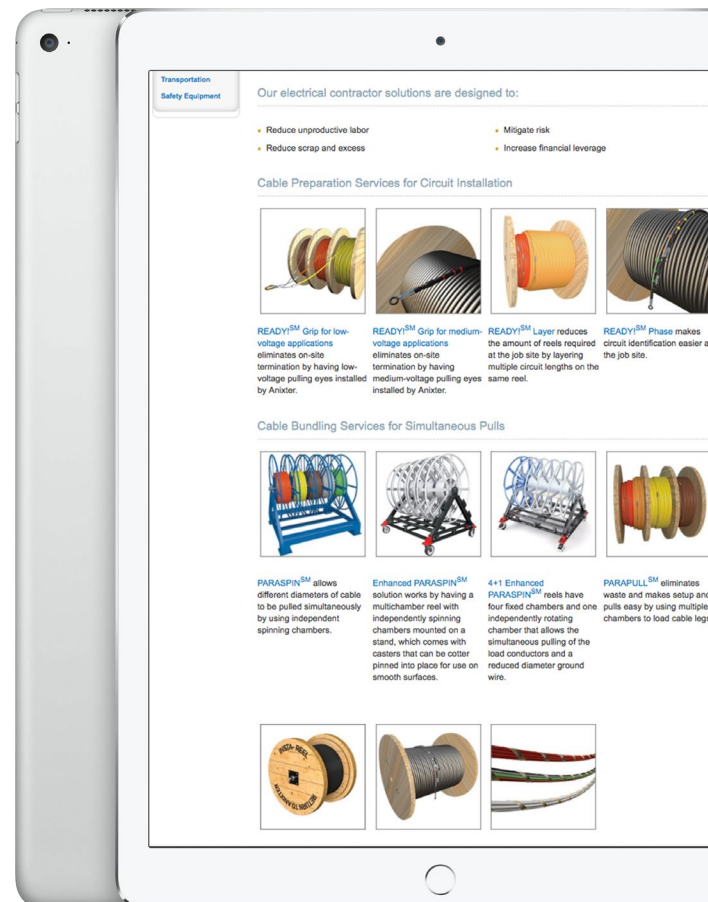 Transportation
Safety Equipment
Our electrical contractor solutions are designed to:
Reduce unproductive labor
Reduce scrap and excess
Mitigate risk
Increase financial leverage
Cable Preparation Services for Circuit Installation
READY!SM Grip for low-
voltage applications
eliminates on-site
termination by having low-
voltage pulling eyes installed
by Anixter.
READY!SM Grip for medium-
voltage applications
eliminates on-site
termination by having
medium-voltage pulling eyes
installed by Anixter.
READY!SM Layer reduces
the amount of reels required
at the job site by layering
multiple circuit lengths on the
same reel.
READY!SM Phase makes
circuit identification easier a
the job site.
Cable Bundling Services for Simultaneous Pulls
PARASPINSM allows
different diameters of cable
to be pulled simultaneously
by using independent
spinning chambers.
Enhanced PARASPINSM
solution works by having a
multichamber reel with
independently spinning
chambers mounted on a
stand, which comes with
casters that can be cotter
pinned into place for use on
smooth surfaces.
4+1 Enhanced
PARASPINSM reels have
four fixed chambers and one
independently rotating
chamber that allows the
simultaneous pulling of the
load conductors and a
reduced diameter ground
wire.
PARAPULLSM eliminates
waste and makes setup and
pulls easy by using multiple
chambers to load cable legs
INSTA-REEL
RETURN TO ANIXTER